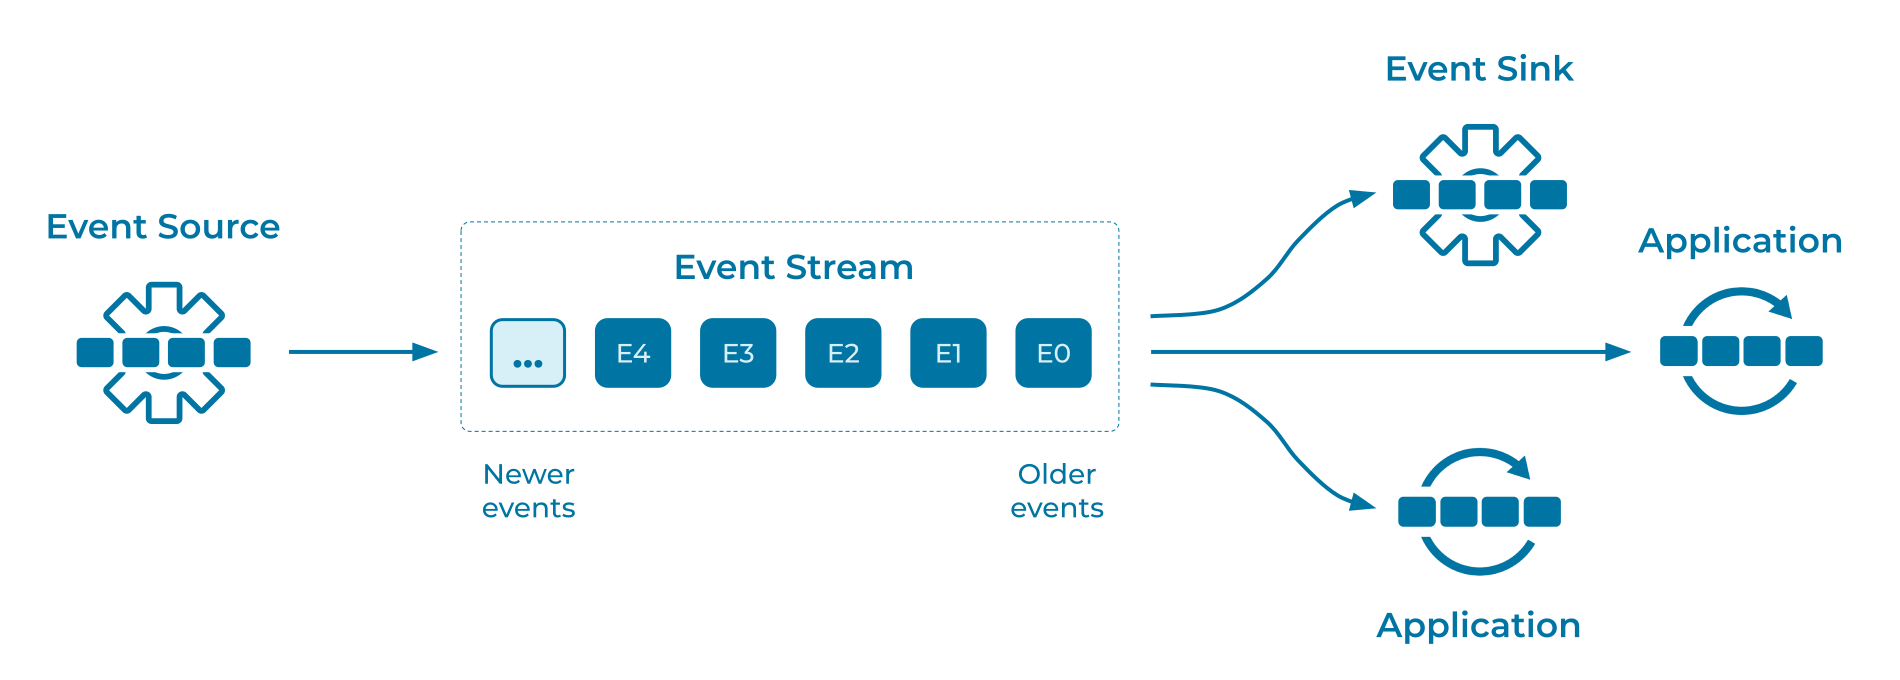 Event Source
Event Stream
...
E4
E3
E2
E1
E0
Newer
events
Older
events
Event Sink
Application
Application